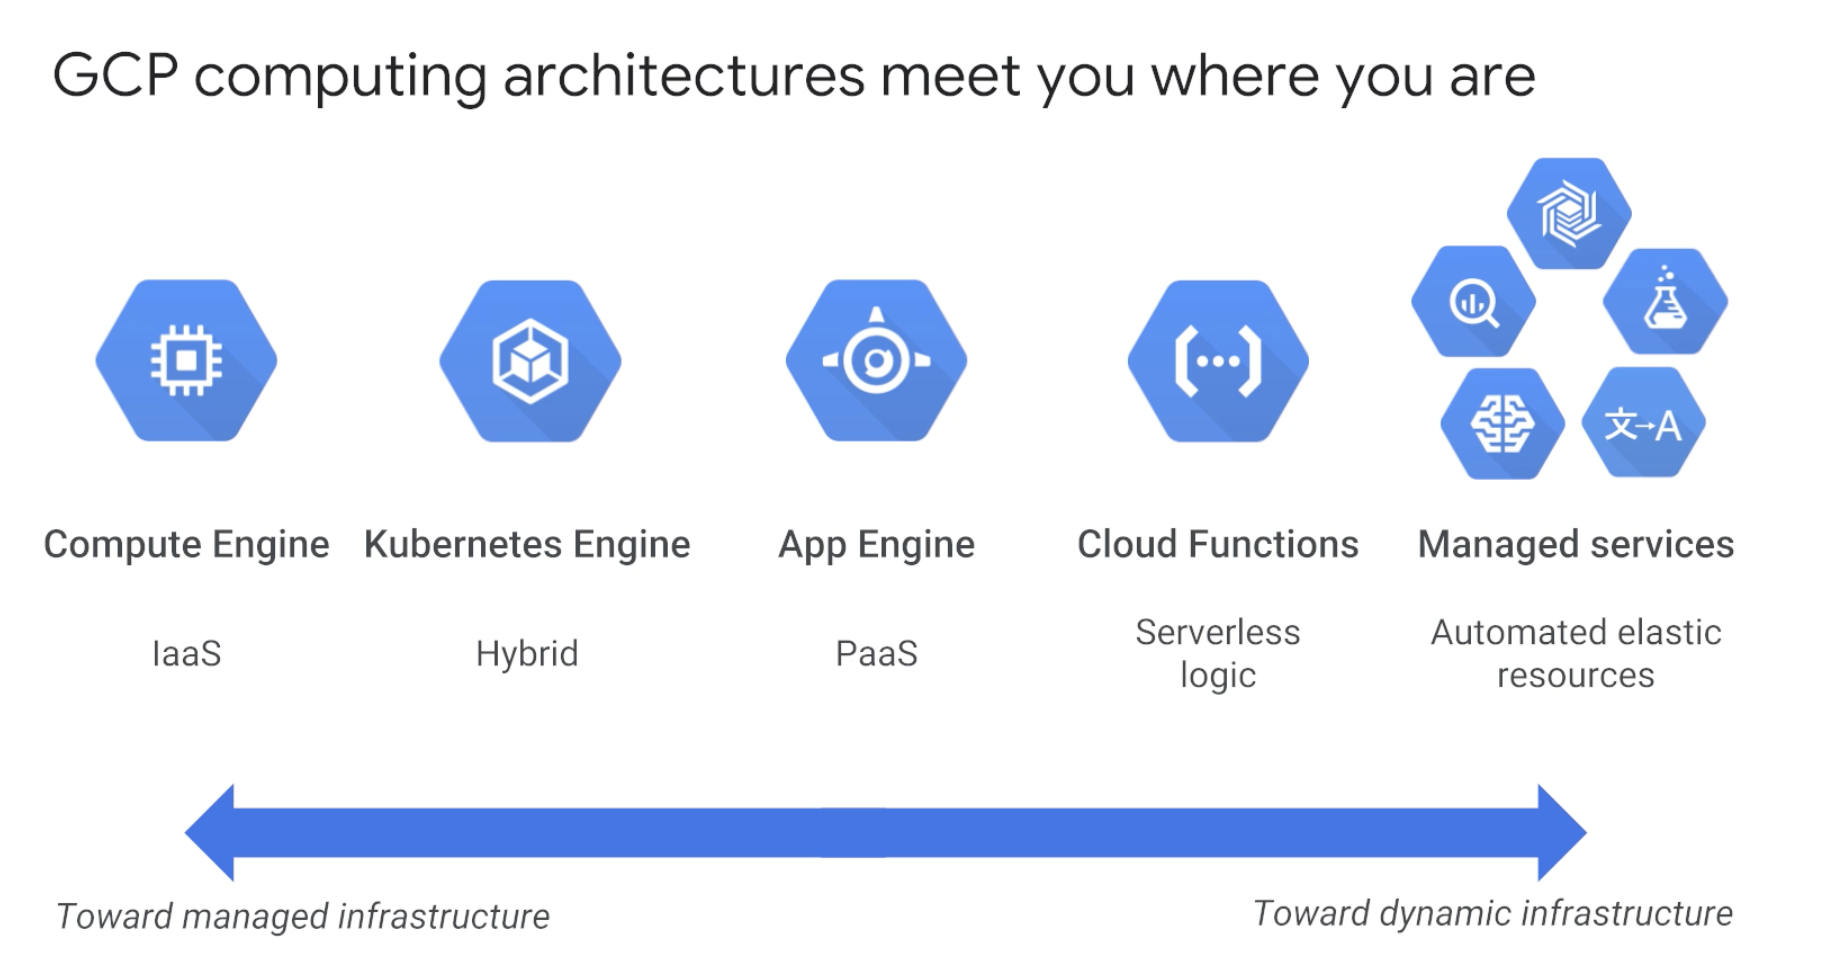 GCP computing architectures meet you where you are
文→A
Compute Engine
Kubernetes Engine
App Engine
Cloud Functions
Managed services
IaaS
Hybrid
PaaS
Serverless
logic
Automated elastic
resources
Toward managed infrastructure
Toward dynamic infrastructure